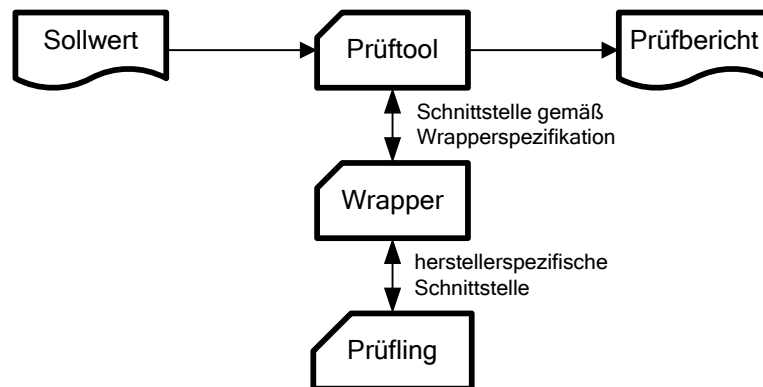 Sollwert
Prüftool
Prüfbericht
Schnittstelle gemäß
Wrapperspezifikation
Wrapper
herstellerspezifische
Schnittstelle
Prüfling